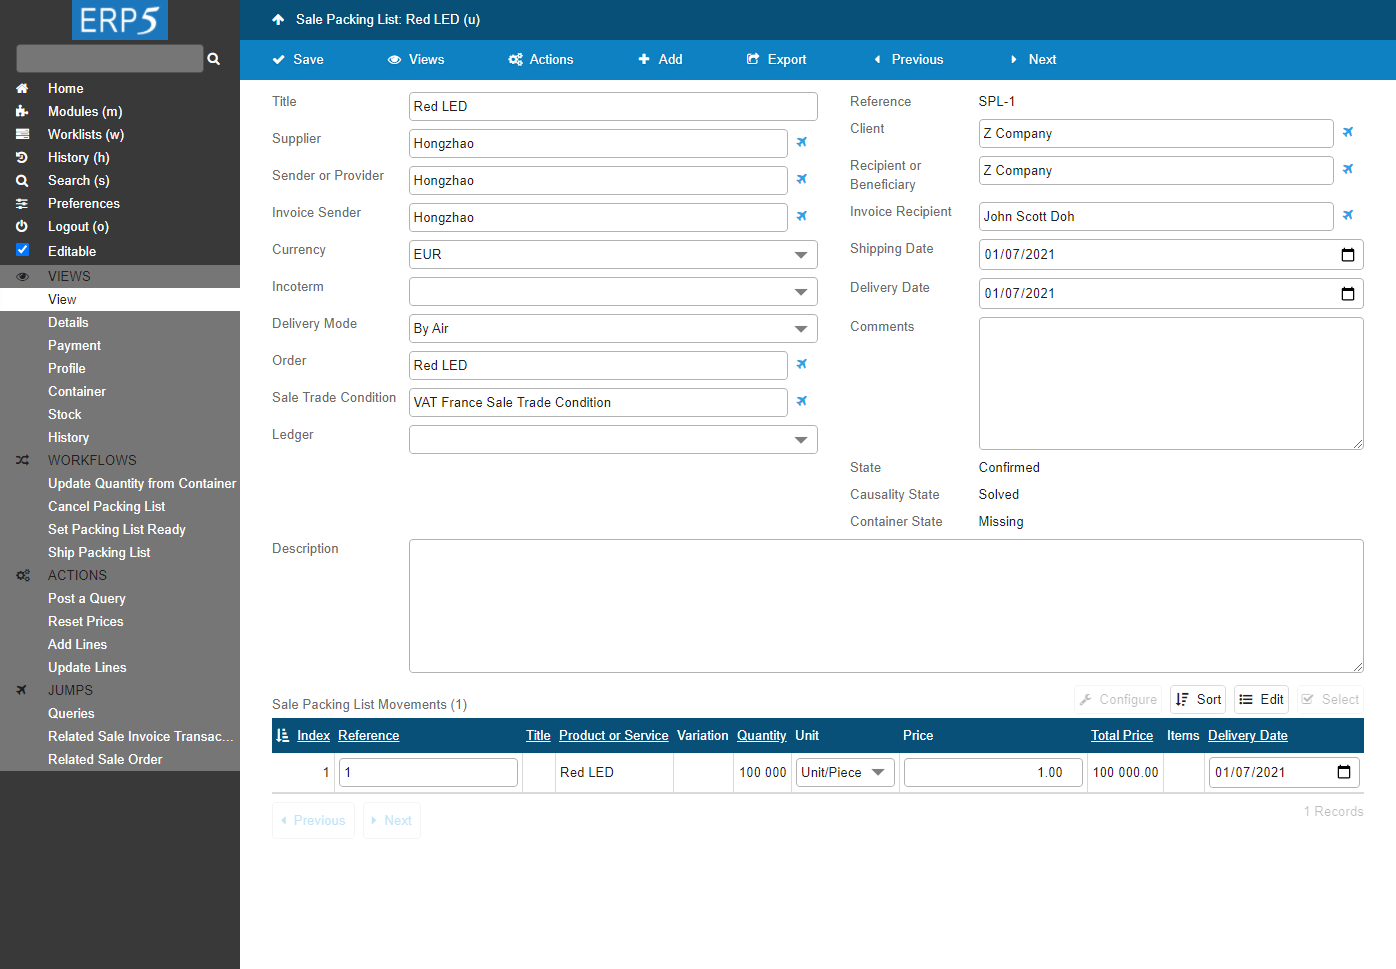 ERP5
Home
Modules (m)
Worklists (w)
History (h)
Search (s)
Preferences
Logout (o)
Editable
VIEWS
View
Details
Payment
Profile
Container
Stock
History
WORKFLOWS
Update Quantity from Container
Cancel Packing List
Set Packing List Ready
Ship Packing List
ACTIONS
Post a Query
Reset Prices
Add Lines
Update Lines
JUMPS
Queries
Related Sale Invoice Transac...
Related Sale Order
Sale Packing List: Red LED (u)
Save Views Actions Add Export Previous Next
Title Red LED
Supplier Hongzhao
Sender or Provider Hongzhao
Invoice Sender Hongzhao
Currency EUR
Incoterm
Delivery Mode By Air
Order Red LED
Sale Trade Condition VAT France Sale Trade Condition
Ledger
Reference SPL-1
Client Z Company
Recipient or
Beneficiary Z Company
Invoice Recipient John Scott Doh
Shipping Date 01/07/2021
Delivery Date 01/07/2021
Comments
State Confirmed
Causality State Solved
Container State Missing
Description
Sale Packing List Movements (1) Configure Sort Edit Select
Index Reference Title Product or Service Variation Quantity Unit Price Total Price Items Delivery Date
1 1 Red LED 100 000 Unit/Piece 1.00 100 000.00 01/07/2021
Previous Next 1 Records